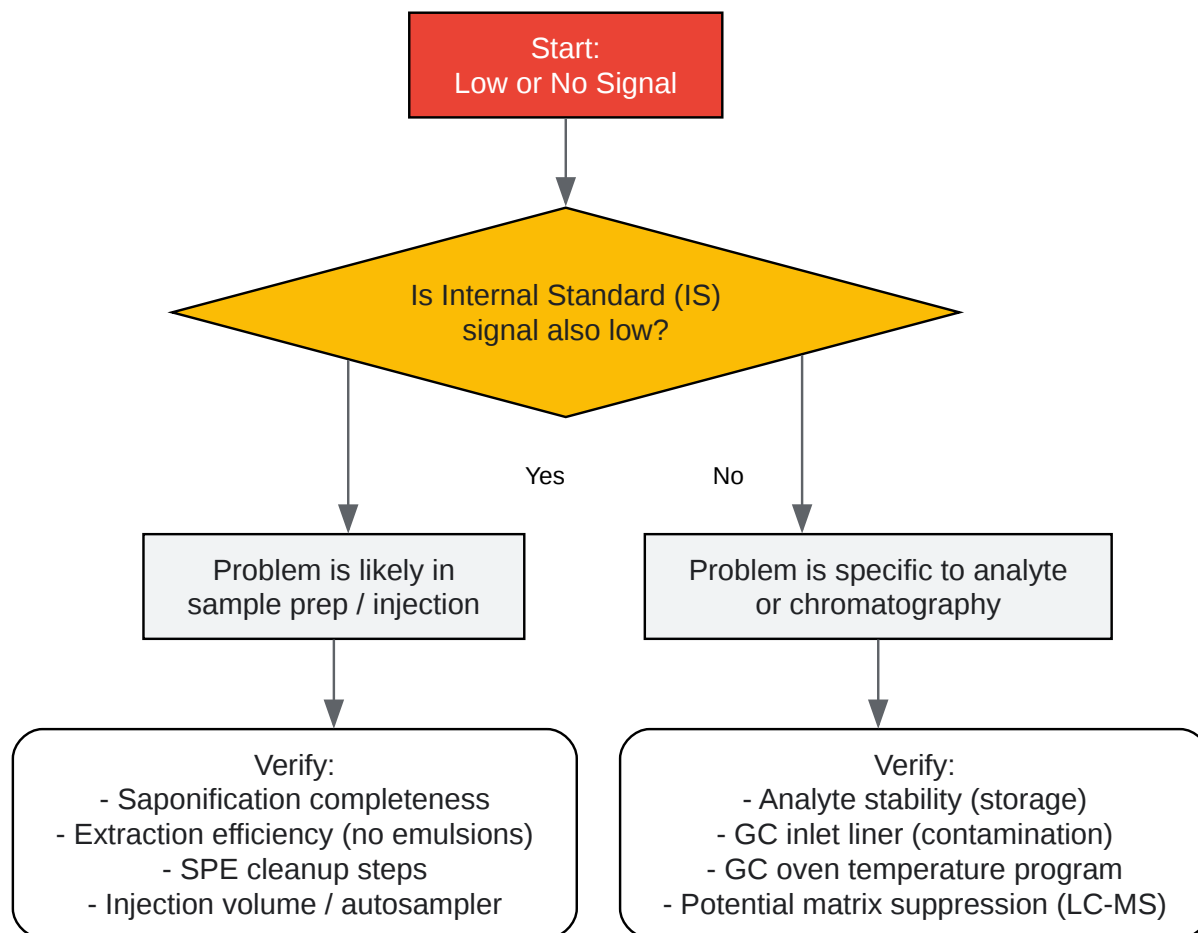 Start:
Low or No Signal
Is Internal Standard (IS)
signal also low?
Yes
No
Problem is likely in
sample prep / injection
Problem is specific to analyte
or chromatography
Verify:
- Saponification completeness
- Extraction efficiency (no emulsions)
- SPE cleanup steps
- Injection volume / autosampler
Verify:
- Analyte stability (storage)
- GC inlet liner (contamination)
- GC oven temperature program
- Potential matrix suppression (LC-MS)